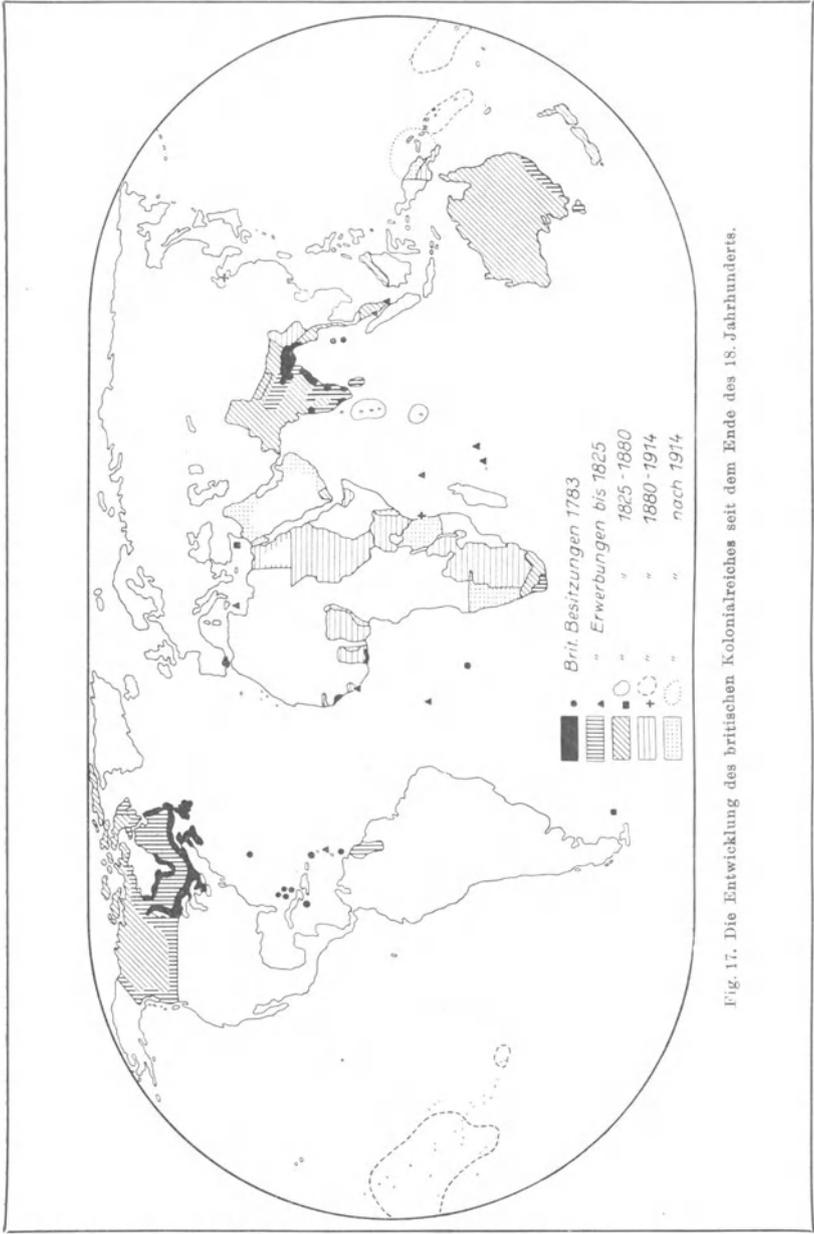 Brit. Besitzungen 1783
" Erwerbungen bis 1825
" " 1825-1880
" " 1880-1914
" " nach 1914
Fig. 17. Die Entwicklung des britischen Kolonialreiches seit dem Ende des 18. Jahrhunderts.